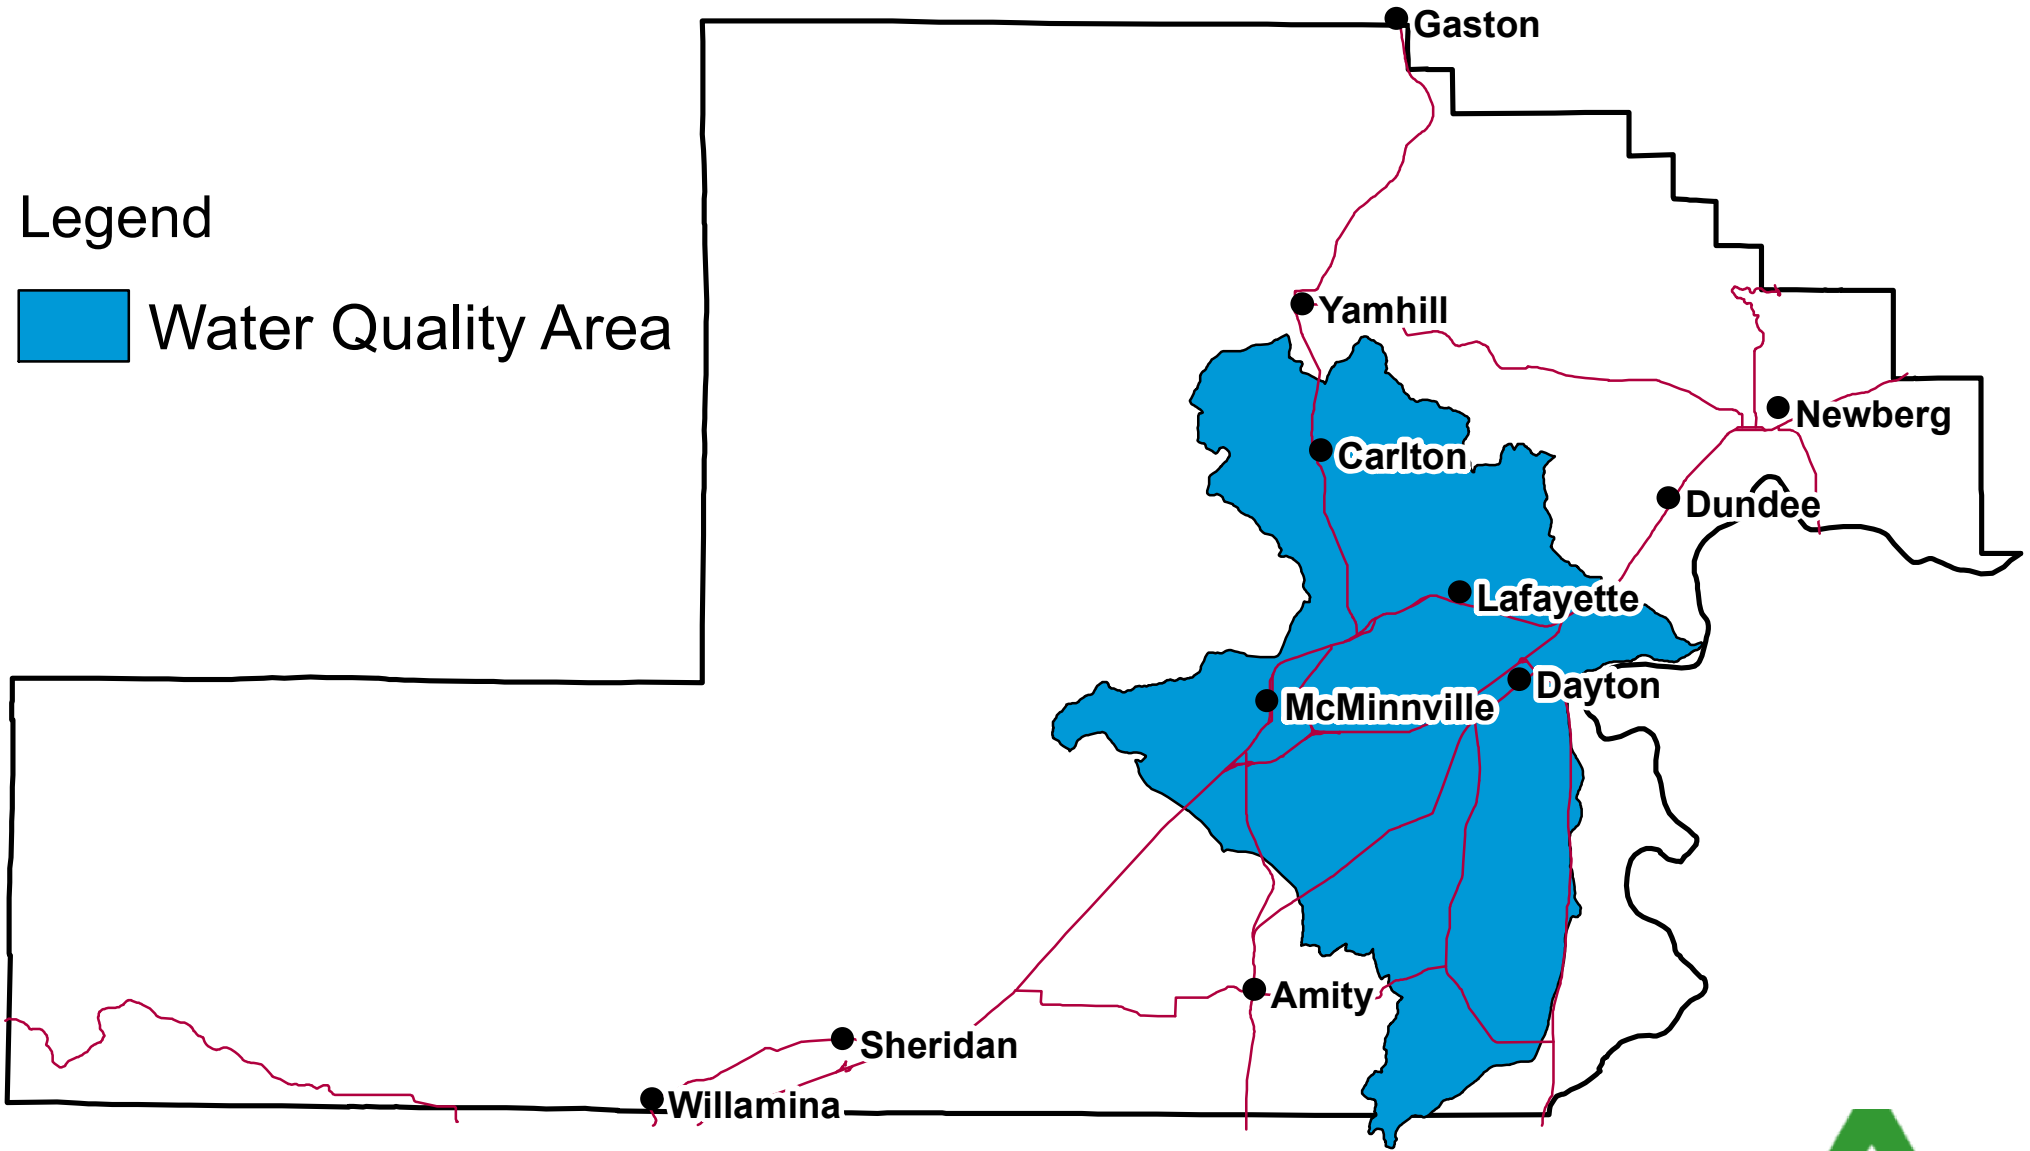 Gaston
Legend
Yamhill
Water Quality Area
Newberg
Carlton
Dundee
Lafayette
Dayton
McMinnville
Amity
Sheridan
Willamina